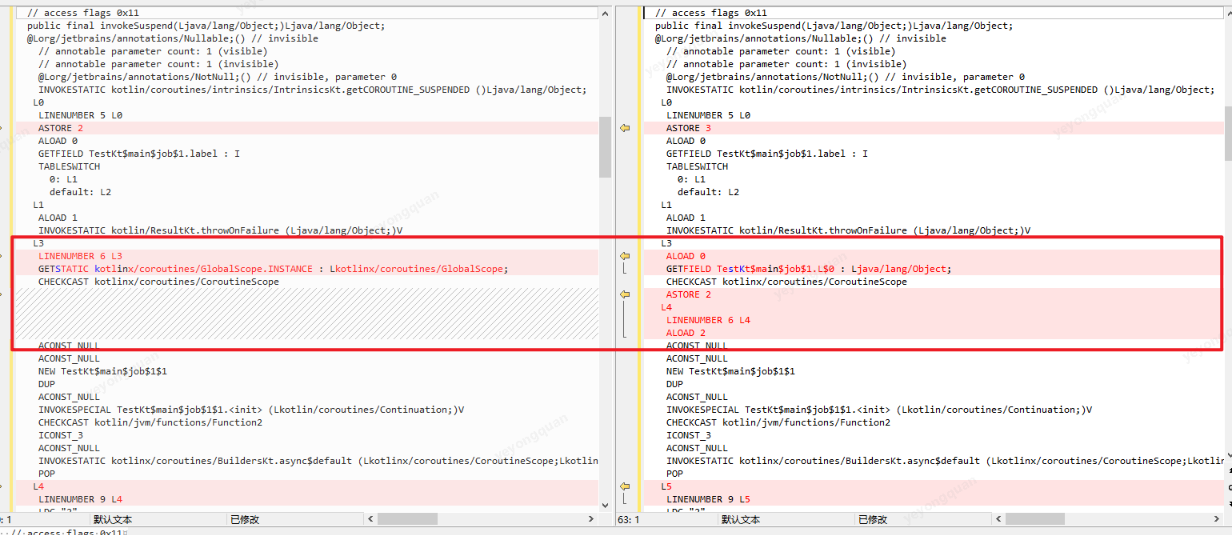 // access flags 0x11
public final invokeSuspend(Ljava/lang/Object;)Ljava/lang/Object;
@Lorg/jetbrains/annotations/Nullable;() // invisible
// annotable parameter count: 1 (visible)
// annotable parameter count: 1 (invisible)
@Lorg/jetbrains/annotations/NotNull;() // invisible, parameter 0
INVOKESTATIC kotlin/coroutines/intrinsics/IntrinsicsKt.getCOROUTINE_SUSPENDED ()Ljava/lang/Object;
L0
LINENUMBER 5 L0
ASTORE 2
ALOAD 0
GETFIELD TestKt$main$job$1.label : I
TABLESWITCH
0: L1
default: L2
L1
ALOAD 1
INVOKESTATIC kotlin/ResultKt.throwOnFailure (Ljava/lang/Object;)V
L3
LINENUMBER 6 L3
GETSTATIC kotlinx/coroutines/GlobalScope.INSTANCE : Lkotlinx/coroutines/GlobalScope;
CHECKCAST kotlinx/coroutines/CoroutineScope
ACONST_NULL
ACONST_NULL
NEW TestKt$main$job$1$1
DUP
ACONST_NULL
INVOKESPECIAL TestKt$main$job$1$1.<init> (Lkotlin/coroutines/Continuation;)V
CHECKCAST kotlin/jvm/functions/Function2
ICONST_3
ACONST_NULL
INVOKESTATIC kotlinx/coroutines/BuildersKt.async$default (Lkotlinx/coroutines/CoroutineScope;Lkotlin
POP
L4
LINENUMBER 9 L4
LDC "2"
: 1 默认文本 已修改
// access flags 0x11
public final invokeSuspend(Ljava/lang/Object;)Ljava/lang/Object;
@Lorg/jetbrains/annotations/Nullable;() // invisible
// annotable parameter count: 1 (visible)
// annotable parameter count: 1 (invisible)
@Lorg/jetbrains/annotations/NotNull;() // invisible, parameter 0
INVOKESTATIC kotlin/coroutines/intrinsics/IntrinsicsKt.getCOROUTINE_SUSPENDED ()Ljava/lang/Object;
L0
LINENUMBER 5 L0
ASTORE 3
ALOAD 0
GETFIELD TestKt$main$job$1.label : I
TABLESWITCH
0: L1
default: L2
L1
ALOAD 1
INVOKESTATIC kotlin/ResultKt.throwOnFailure (Ljava/lang/Object;)V
L3
ALOAD 0
GETFIELD TestKt$main$job$1.L$0 : Ljava/lang/Object;
CHECKCAST kotlinx/coroutines/CoroutineScope
ASTORE 2
L4
LINENUMBER 6 L4
ALOAD 2
ACONST_NULL
ACONST_NULL
NEW TestKt$main$job$1$1
DUP
ACONST_NULL
INVOKESPECIAL TestKt$main$job$1$1.<init> (Lkotlin/coroutines/Continuation;)V
CHECKCAST kotlin/jvm/functions/Function2
ICONST_3
ACONST_NULL
INVOKESTATIC kotlinx/coroutines/BuildersKt.async$default (Lkotlinx/coroutines/CoroutineScope;Lkotlin
POP
L5
LINENUMBER 9 L5
LDC "2"
63: 1 默认文本 已修改
// access flags 0x11